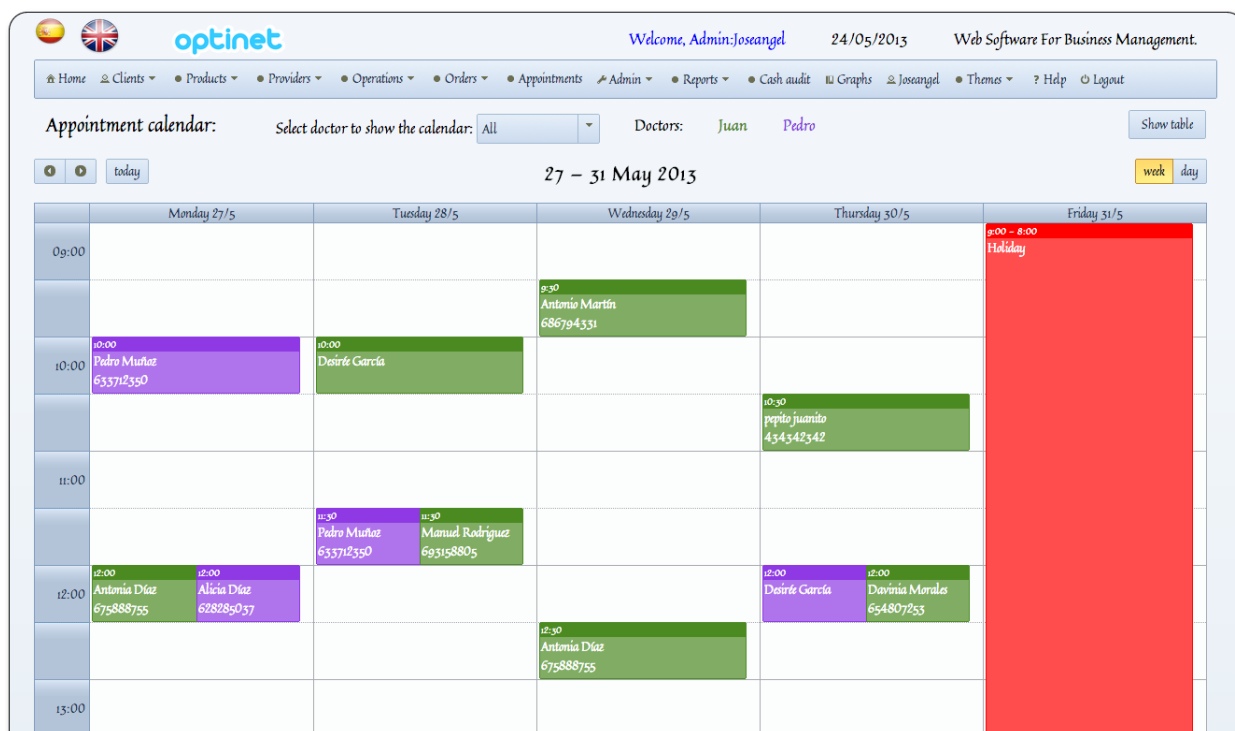 optinet
Welcome, Admin:Joseangel
24/05/2013
Web Software For Business Management.
Home Clients Products Providers Operations Orders Appointments Admin Reports Cash audit Graphs Joseangel Themes ? Help Logout
Appointment calendar:
Select doctor to show the calendar: All
Doctors: Juan Pedro
Show table
today
27 – 31 May 2013
week day
Monday 27/5 Tuesday 28/5 Wednesday 29/5 Thursday 30/5 Friday 31/5
09:00
9:00 - 8:00
Holiday
9:30
Antonio Martín
686794331
10:00
10:00
Pedro Muñoz
633712350
10:00
Desirée García
10:30
pepito juanito
434342342
11:00
11:30
Pedro Muñoz
633712350
11:30
Manuel Rodriguez
693158805
12:00
12:00
Antonia Díaz
675888755
12:00
Alicia Díaz
628285037
12:00
Desirée García
12:00
Davinia Morales
654807253
12:30
Antonia Díaz
675888755
13:00